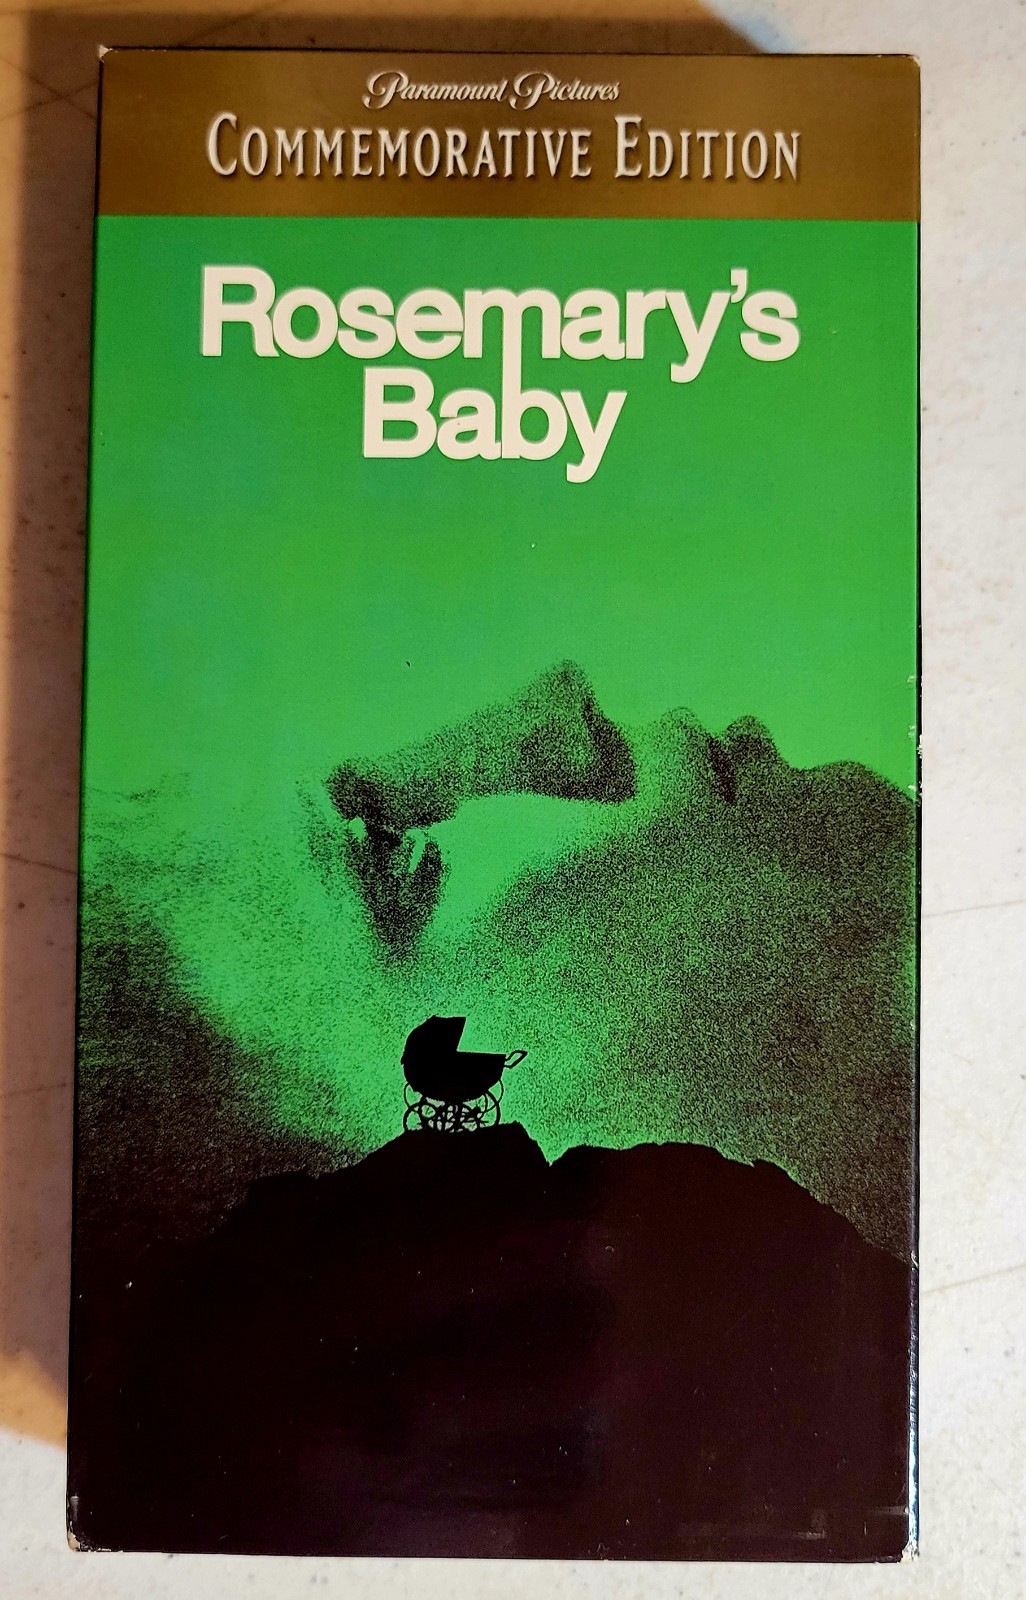 Paramount Pictures
COMMEMORATIVE EDITION
Rosemary's
Baby